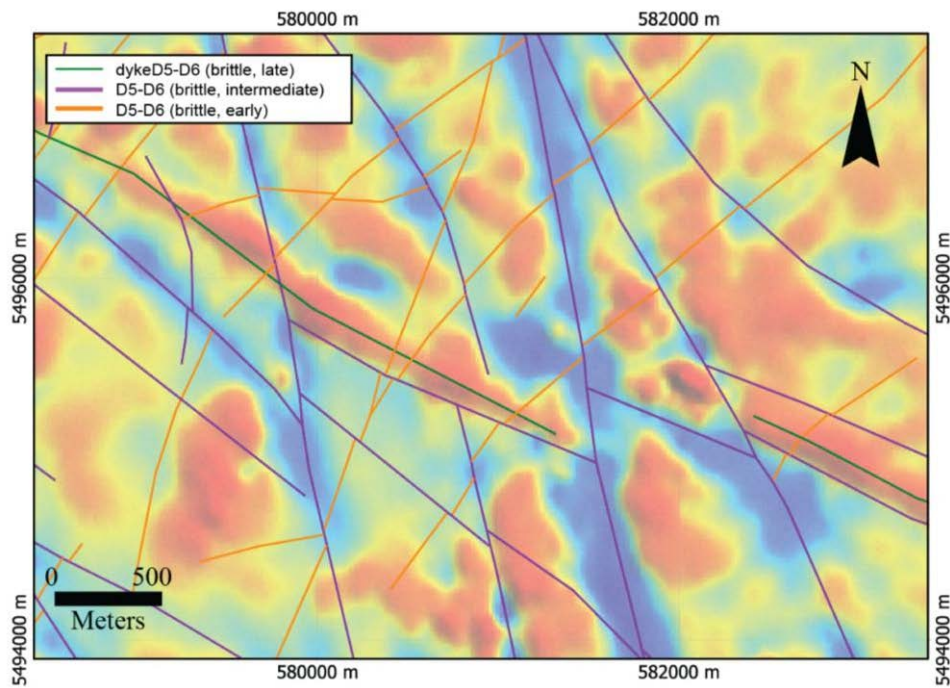 580000 m
582000 m
dykeD5-D6 (brittle, late)
D5-D6 (brittle, intermediate)
D5-D6 (brittle, early)
N
5496000 m
5496000 m
0 500
Meters
5494000 m
5494000 m
580000 m
582000 m